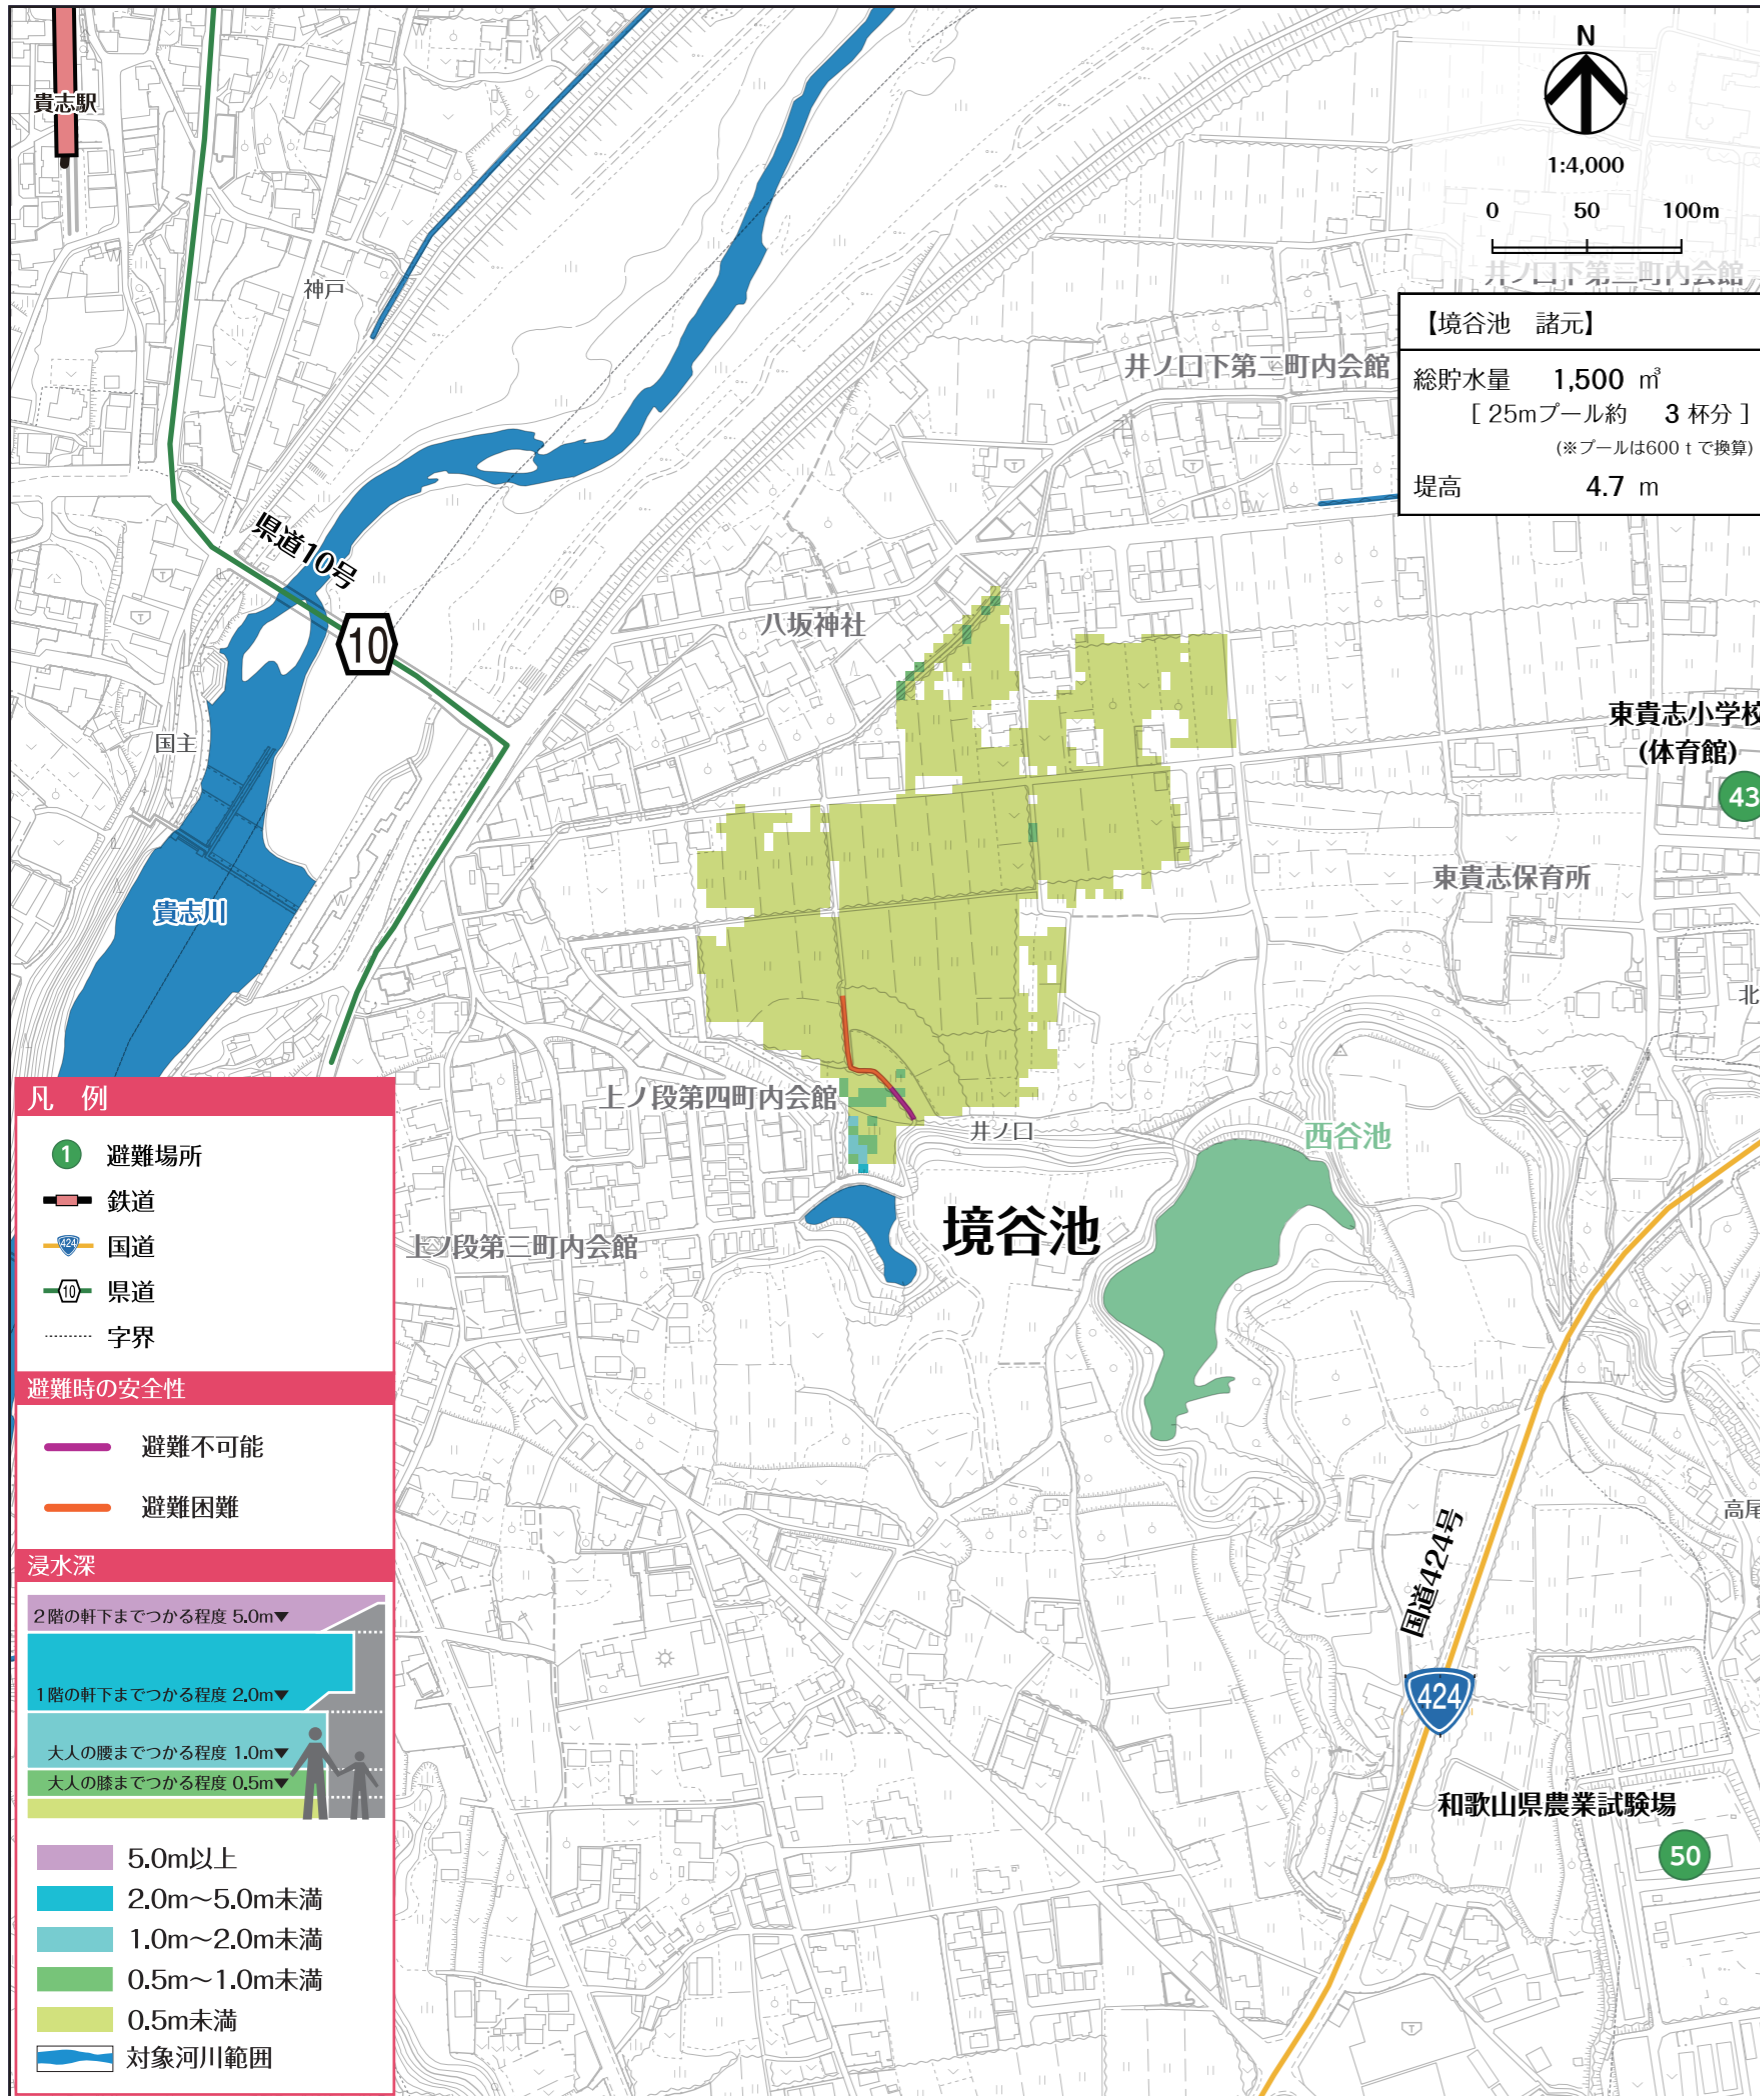 貴志駅
N
1:4,000
0 50 100m
井ノ口下第三町内会館
【境谷池 諸元】
総貯水量 1,500 ㎥
[ 25mプール約 3 杯分 ]
(※プールは600ｔで換算)
堤高 4.7 m
神戸
井ノ口下第二町内会館
県道10号
10
八坂神社
国主
東貴志小学校
(体育館)
43
東貴志保育所
貴志川
北
上ノ段第四町内会館
井ノ口
西谷池
境谷池
上ノ段第三町内会館
高尾
国道424号
424
和歌山県農業試験場
50
凡 例
1 避難場所
鉄道
424 国道
10 県道
字界
避難時の安全性
避難不可能
避難困難
浸水深
2階の軒下までつかる程度 5.0m▼
1階の軒下までつかる程度 2.0m▼
大人の腰までつかる程度 1.0m▼
大人の膝までつかる程度 0.5m▼
5.0m以上
2.0m～5.0m未満
1.0m～2.0m未満
0.5m～1.0m未満
0.5m未満
対象河川範囲